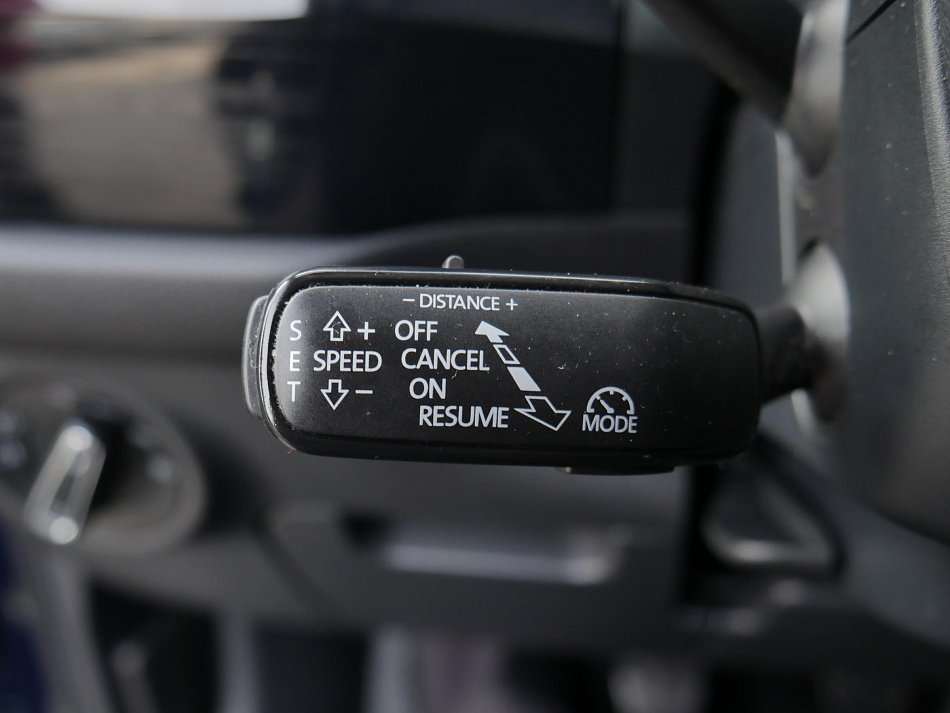 − DISTANCE +
S + OFF
E SPEED CANCEL
T − ON
RESUME
MODE